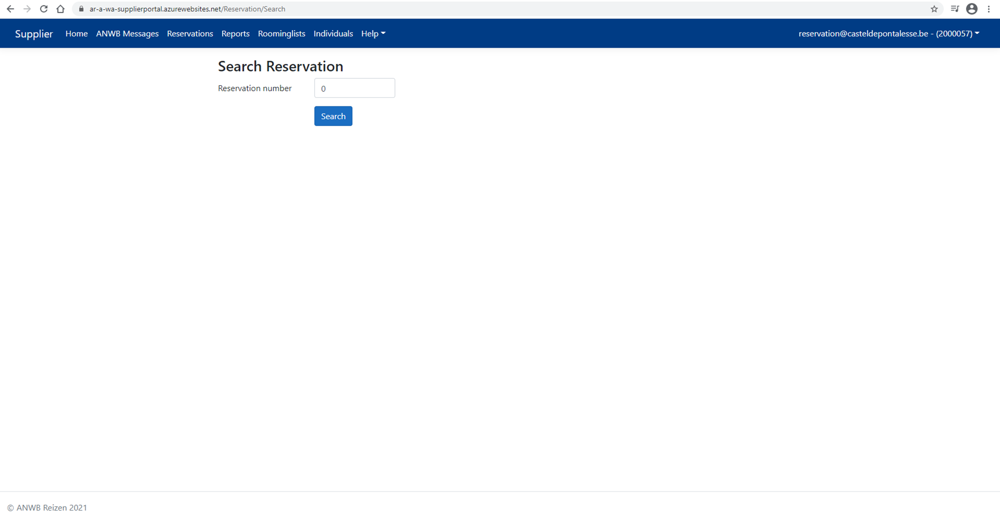 ar-a-wa-supplierportal.azurewebsites.net/Reservation/Search
Supplier Home ANWB Messages Reservations Reports Roominglists Individuals Help reservation@casteldepontalesse.be - (2000057)
Search Reservation
Reservation number 0
Search
© ANWB Reizen 2021